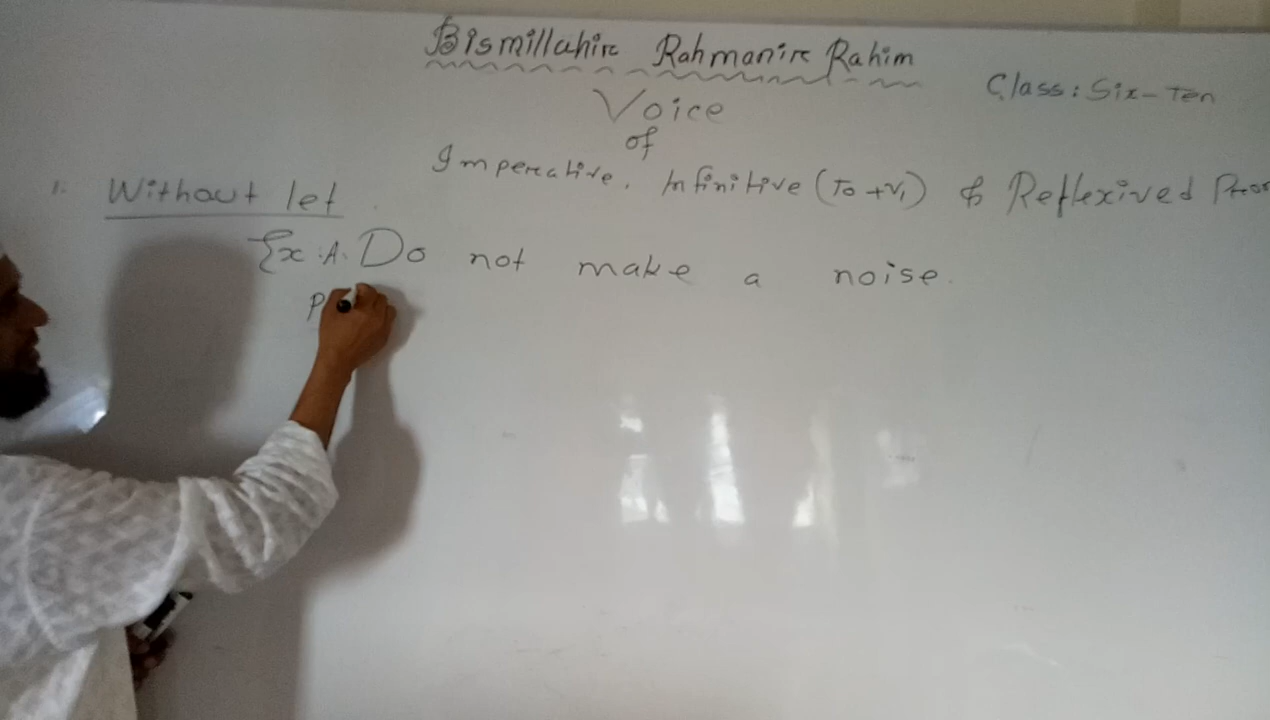 Bismillahir Rahmanir Rahim
Class: Six-Ten
Voice
of
Imperative, Infinitive (To+V₁) & Reflexived
1. Without let
Ex: A. Do not make a noise.
P